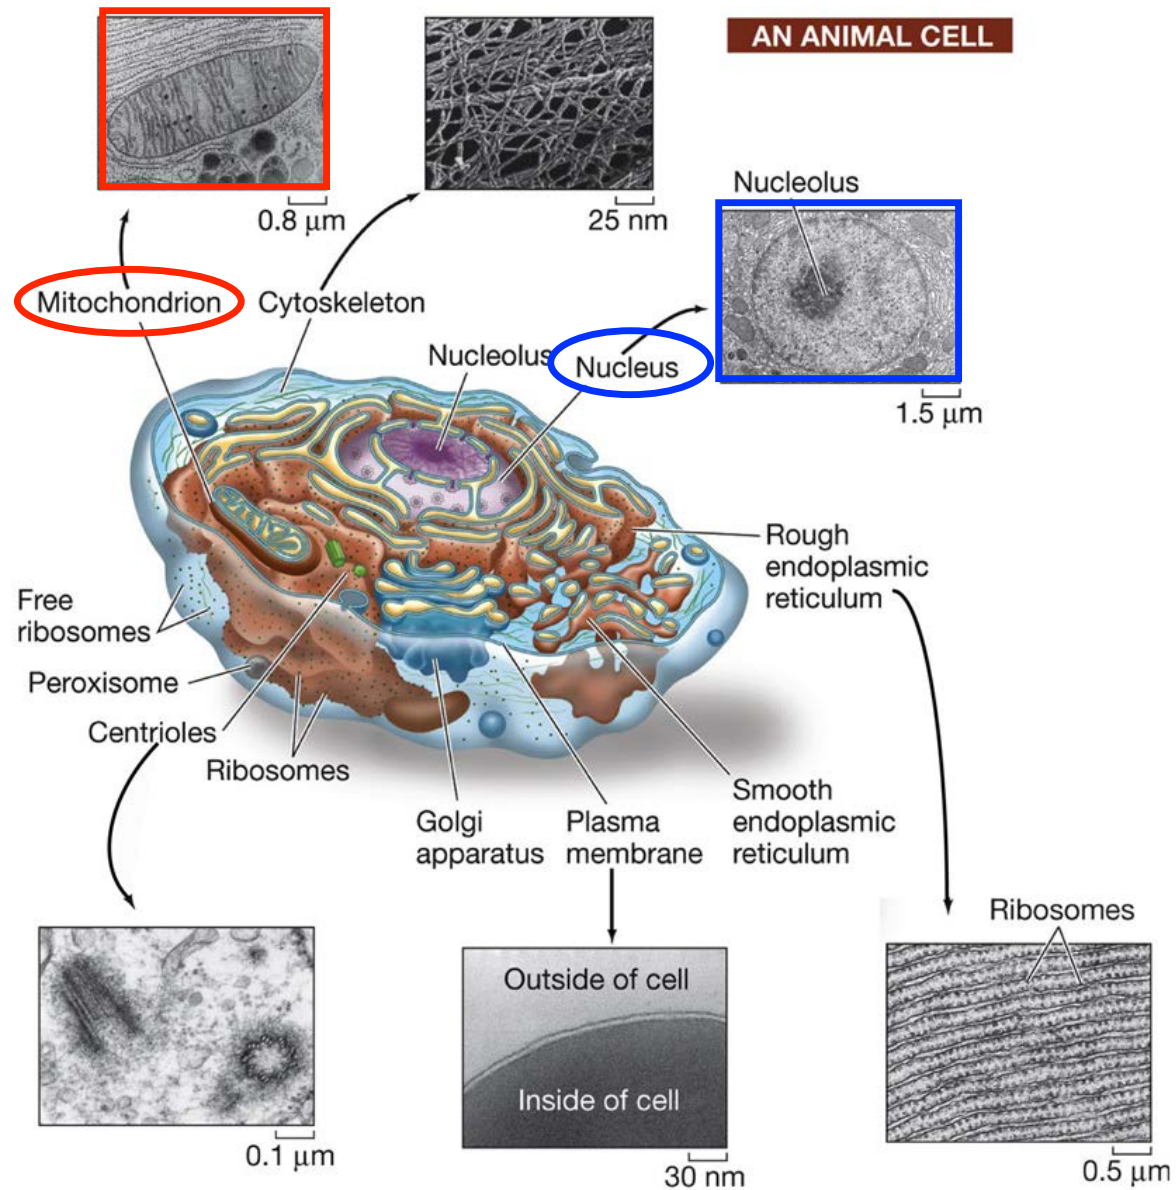 AN ANIMAL CELL
Nucleolus
0.8 μm
25 nm
Mitochondrion
Cytoskeleton
Nucleolus
Nucleus
1.5 μm
Rough
endoplasmic
reticulum
Free
ribosomes
Peroxisome
Centrioles
Ribosomes
Golgi
apparatus
Plasma
membrane
Smooth
endoplasmic
reticulum
Ribosomes
Outside of cell
Inside of cell
0.1 μm
30 nm
0.5 μm